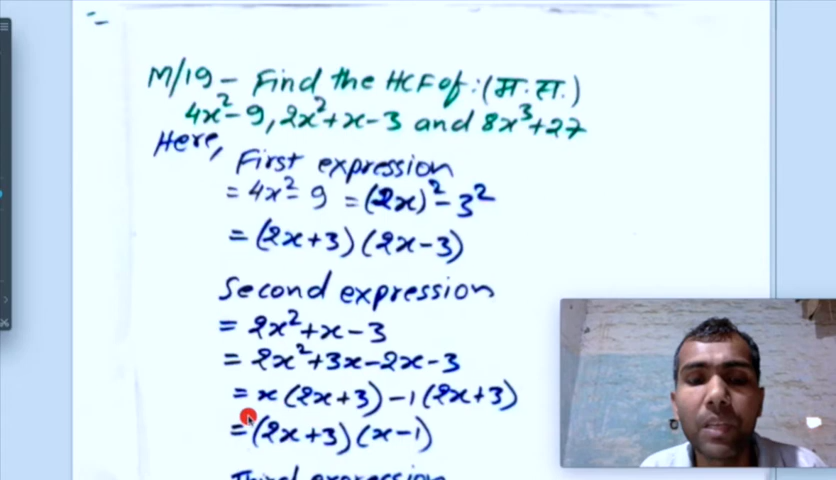 M/19 - Find the HCF of : (म. स.)
4x² - 9, 2x² + x - 3 and 8x³ + 27
Here,
First expression
= 4x² - 9 = (2x)² - 3²
= (2x+3) (2x-3)
Second expression
= 2x² + x - 3
= 2x² + 3x - 2x - 3
= x (2x+3) - 1 (2x+3)
= (2x+3) (x-1)
Third expression